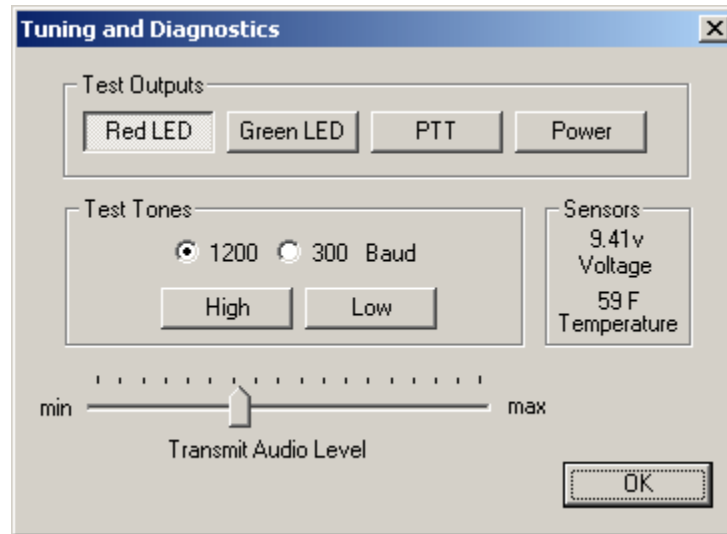 Tuning and Diagnostics
Test Outputs
Red LED Green LED PTT Power
Test Tones
1200 300 Baud
High Low
Sensors
9.41v
Voltage
59 F
Temperature
min max
Transmit Audio Level
OK